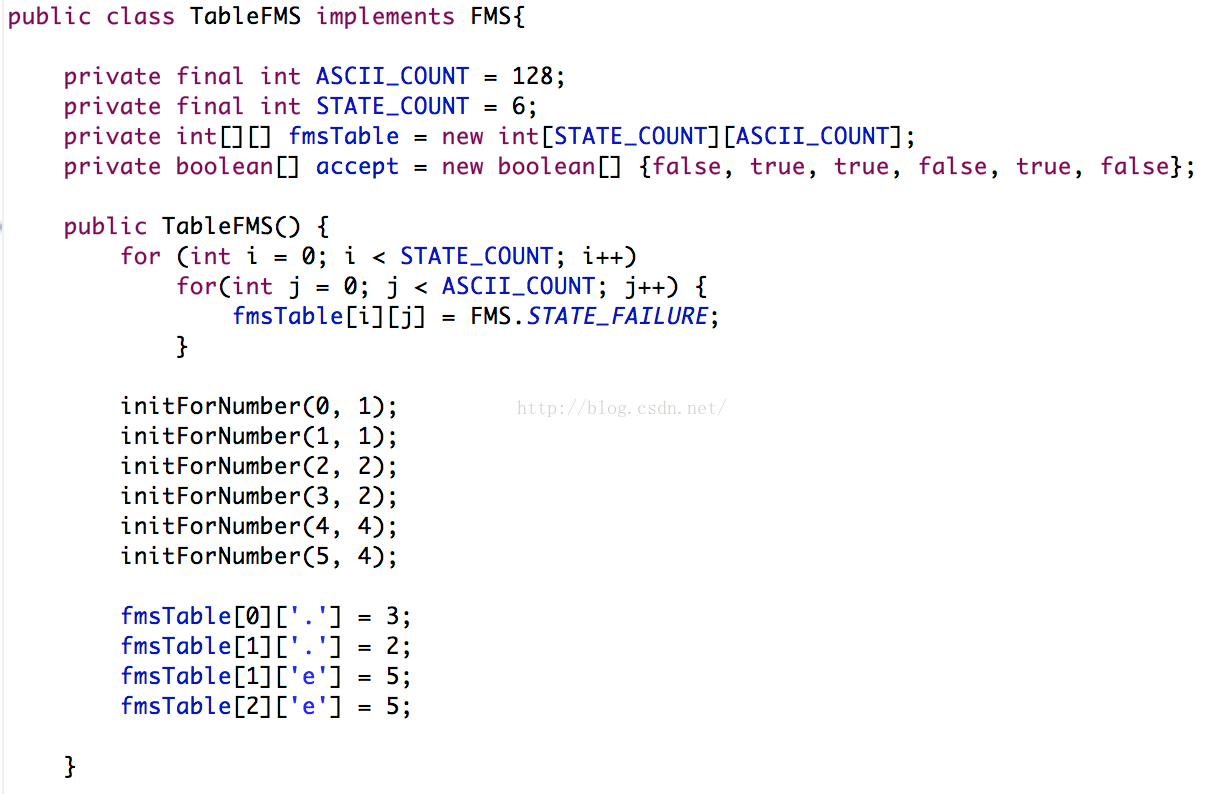 public class TableFMS implements FMS{
private final int ASCII_COUNT = 128;
private final int STATE_COUNT = 6;
private int[][] fmsTable = new int[STATE_COUNT][ASCII_COUNT];
private boolean[] accept = new boolean[] {false, true, true, false, true, false};
public TableFMS() {
for (int i = 0; i < STATE_COUNT; i++)
for(int j = 0; j < ASCII_COUNT; j++) {
fmsTable[i][j] = FMS.STATE_FAILURE;
}
initForNumber(0, 1);
http://blog.csdn.net/
initForNumber(1, 1);
initForNumber(2, 2);
initForNumber(3, 2);
initForNumber(4, 4);
initForNumber(5, 4);
fmsTable[0]['.'] = 3;
fmsTable[1]['.'] = 2;
fmsTable[1]['e'] = 5;
fmsTable[2]['e'] = 5;
}